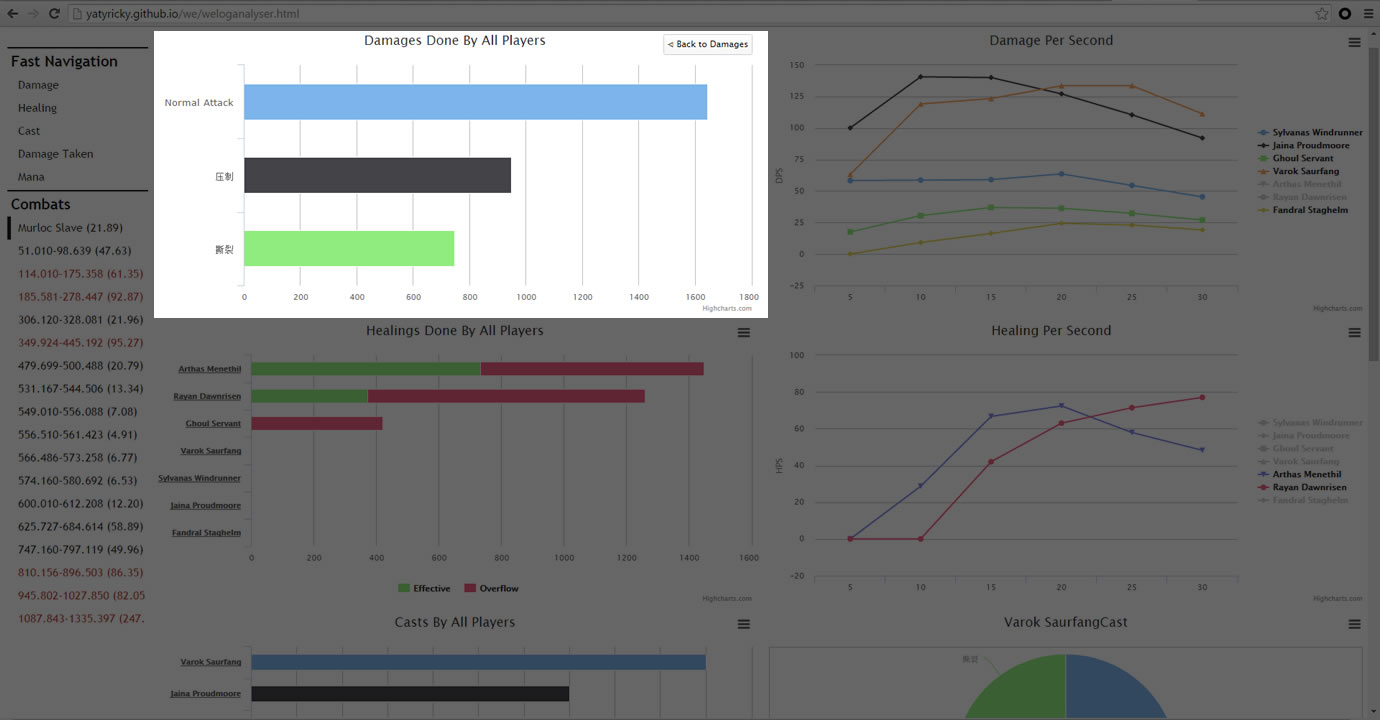 yatyricky.github.io/we/weloganalyser.html
Fast Navigation
Damage
Healing
Cast
Damage Taken
Mana
Combats
Murloc Slave (21.89)
51.010-98.639 (47.63)
114.010-175.358 (61.35)
185.581-278.447 (92.87)
306.120-328.081 (21.96)
349.924-445.192 (95.27)
479.699-500.488 (20.79)
531.167-544.506 (13.34)
549.010-556.088 (7.08)
556.510-561.423 (4.91)
566.486-573.258 (6.77)
574.160-580.692 (6.53)
600.010-612.208 (12.20)
625.727-684.614 (58.89)
747.160-797.119 (49.96)
810.156-896.503 (86.35)
945.802-1027.850 (82.05
1087.843-1335.397 (247.
Damages Done By All Players
◁ Back to Damages
Normal Attack
压制
撕裂
0 200 400 600 800 1000 1200 1400 1600 1800
Highcharts.com
Damage Per Second
DPS
150
125
100
75
50
25
0
-25
5 10 15 20 25 30
Sylvanas Windrunner
Jaina Proudmoore
Ghoul Servant
Varok Saurfang
Arthas Menethil
Rayan Dawnrisen
Fandral Staghelm
Highcharts.com
Healings Done By All Players
Arthas Menethil
Rayan Dawnrisen
Ghoul Servant
Varok Saurfang
Sylvanas Windrunner
Jaina Proudmoore
Fandral Staghelm
0 200 400 600 800 1000 1200 1400 1600
Effective Overflow
Highcharts.com
Healing Per Second
HPS
100
80
60
40
20
0
-20
5 10 15 20 25 30
Sylvanas Windrunner
Jaina Proudmoore
Ghoul Servant
Varok Saurfang
Arthas Menethil
Rayan Dawnrisen
Fandral Staghelm
Highcharts.com
Casts By All Players
Varok Saurfang
Jaina Proudmoore
Varok SaurfangCast